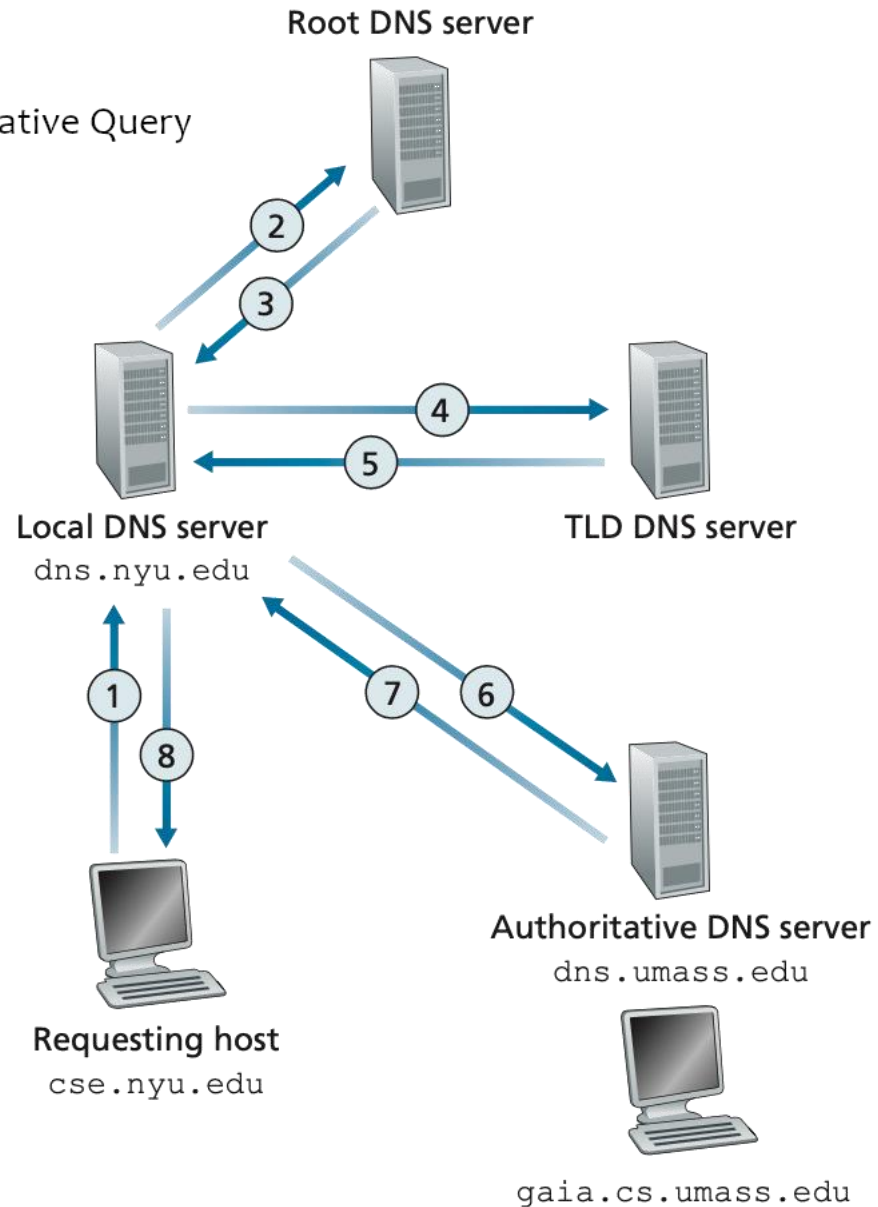 Root DNS server
ative Query
2
3
4
5
Local DNS server
dns.nyu.edu
TLD DNS server
1
8
7
6
Authoritative DNS server
dns.umass.edu
Requesting host
cse.nyu.edu
gaia.cs.umass.edu